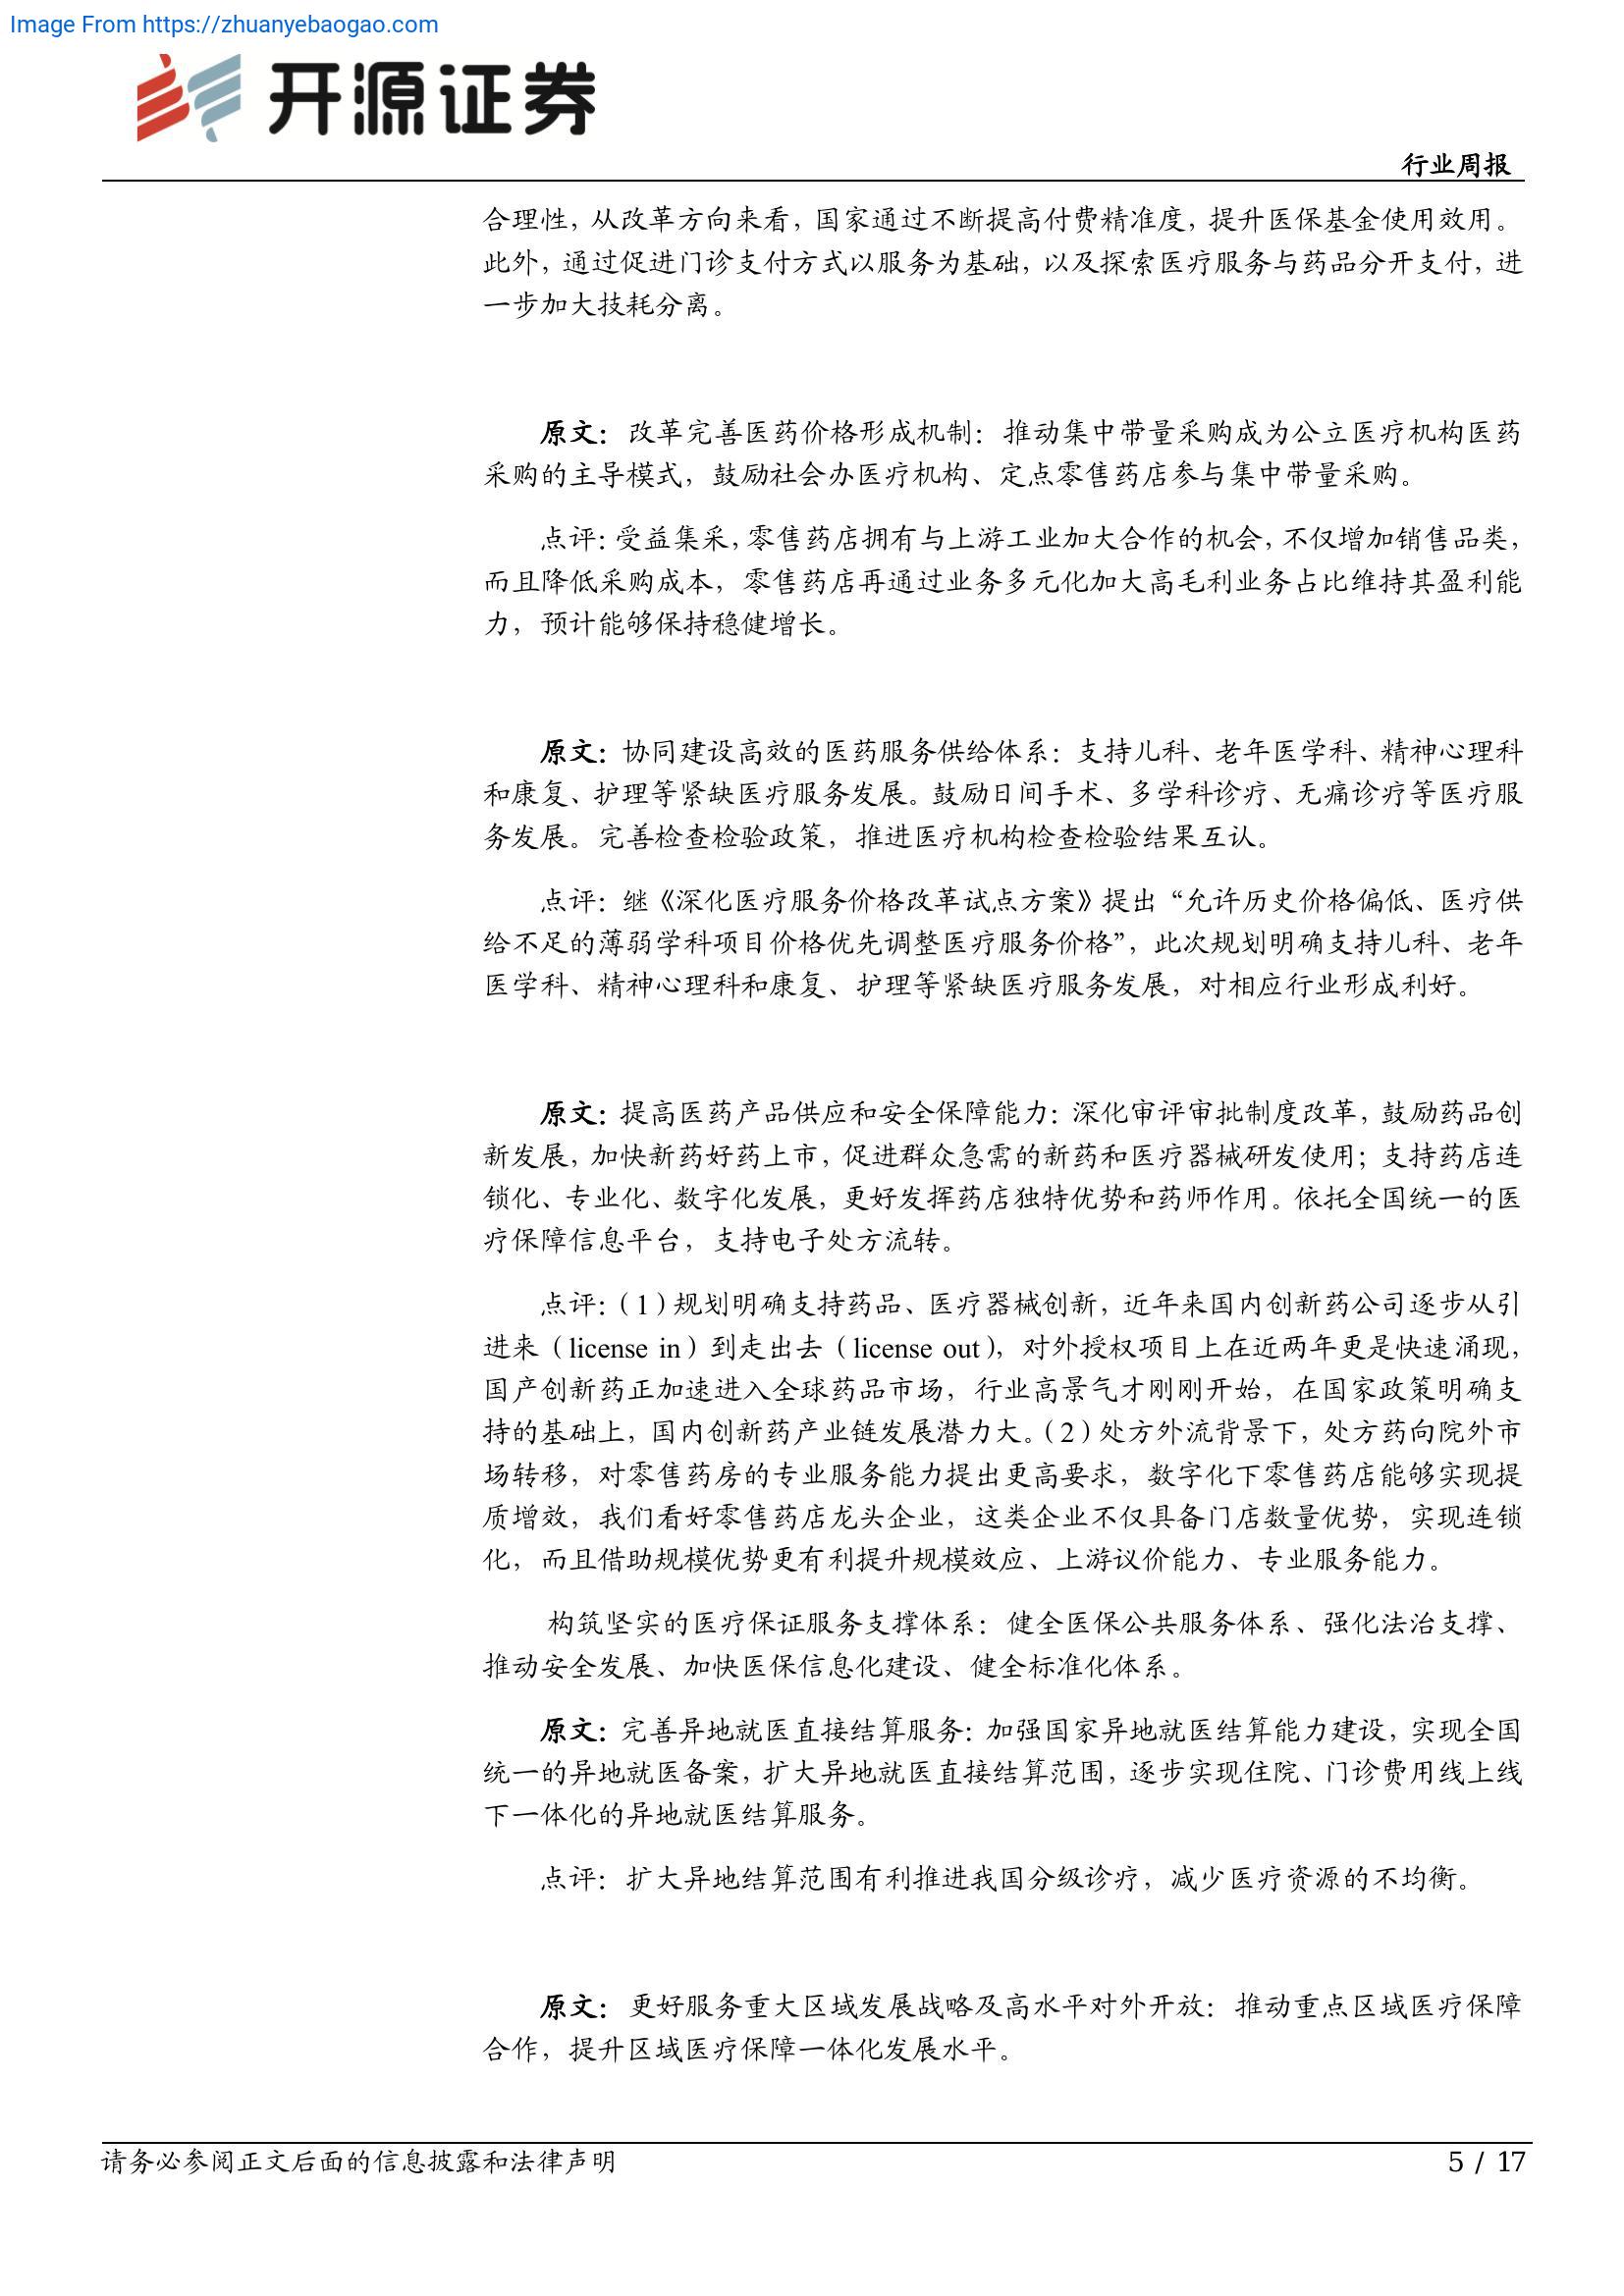 Image From https://zhuanyebaogao.com
开源证券
行业周报
合理性，从改革方向来看，国家通过不断提高付费精准度，提升医保基金使用效用。
此外，通过促进门诊支付方式以服务为基础，以及探索医疗服务与药品分开支付，进
一步加大技耗分离。
原文：改革完善医药价格形成机制：推动集中带量采购成为公立医疗机构医药
采购的主导模式，鼓励社会办医疗机构、定点零售药店参与集中带量采购。
点评：受益集采，零售药店拥有与上游工业加大合作的机会，不仅增加销售品类，
而且降低采购成本，零售药店再通过业务多元化加大高毛利业务占比维持其盈利能
力，预计能够保持稳健增长。
原文：协同建设高效的医药服务供给体系：支持儿科、老年医学科、精神心理科
和康复、护理等紧缺医疗服务发展。鼓励日间手术、多学科诊疗、无痛诊疗等医疗服
务发展。完善检查检验政策，推进医疗机构检查检验结果互认。
点评：继《深化医疗服务价格改革试点方案》提出“允许历史价格偏低、医疗供
给不足的薄弱学科项目价格优先调整医疗服务价格”，此次规划明确支持儿科、老年
医学科、精神心理科和康复、护理等紧缺医疗服务发展，对相应行业形成利好。
原文：提高医药产品供应和安全保障能力：深化审评审批制度改革，鼓励药品创
新发展，加快新药好药上市，促进群众急需的新药和医疗器械研发使用；支持药店连
锁化、专业化、数字化发展，更好发挥药店独特优势和药师作用。依托全国统一的医
疗保障信息平台，支持电子处方流转。
点评：（1）规划明确支持药品、医疗器械创新，近年来国内创新药公司逐步从引
进来（license in）到走出去（license out），对外授权项目上在近两年更是快速涌现，
国产创新药正加速进入全球药品市场，行业高景气才刚刚开始，在国家政策明确支
持的基础上，国内创新药产业链发展潜力大。（2）处方外流背景下，处方药向院外市
场转移，对零售药房的专业服务能力提出更高要求，数字化下零售药店能够实现提
质增效，我们看好零售药店龙头企业，这类企业不仅具备门店数量优势，实现连锁
化，而且借助规模优势更有利提升规模效应、上游议价能力、专业服务能力。
构筑坚实的医疗保证服务支撑体系：健全医保公共服务体系、强化法治支撑、
推动安全发展、加快医保信息化建设、健全标准化体系。
原文：完善异地就医直接结算服务：加强国家异地就医结算能力建设，实现全国
统一的异地就医备案，扩大异地就医直接结算范围，逐步实现住院、门诊费用线上线
下一体化的异地就医结算服务。
点评：扩大异地结算范围有利推进我国分级诊疗，减少医疗资源的不均衡。
原文：更好服务重大区域发展战略及高水平对外开放：推动重点区域医疗保障
合作，提升区域医疗保障一体化发展水平。
请务必参阅正文后面的信息披露和法律声明
5 / 17